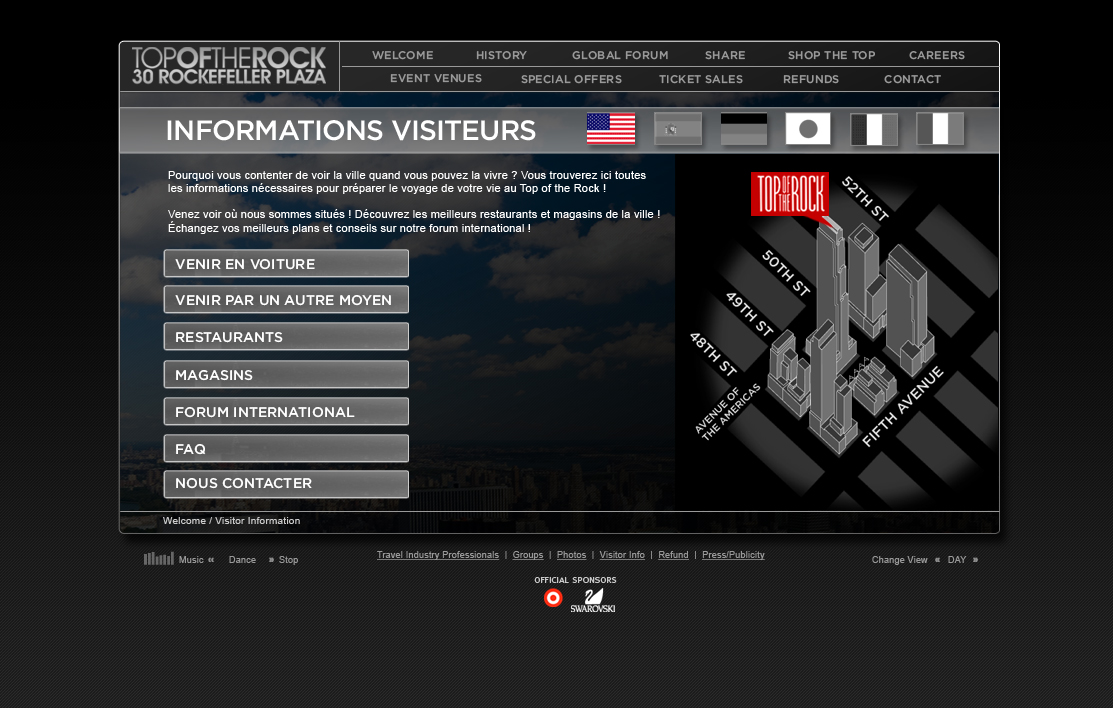 TOPOFTHEROCK
30 ROCKEFELLER PLAZA
WELCOME HISTORY GLOBAL FORUM SHARE SHOP THE TOP CAREERS
EVENT VENUES SPECIAL OFFERS TICKET SALES REFUNDS CONTACT
INFORMATIONS VISITEURS
Pourquoi vous contenter de voir la ville quand vous pouvez la vivre ? Vous trouverez ici toutes
les informations nécessaires pour préparer le voyage de votre vie au Top of the Rock !
Venez voir où nous sommes situés ! Découvrez les meilleurs restaurants et magasins de la ville !
Échangez vos meilleurs plans et conseils sur notre forum international !
VENIR EN VOITURE
VENIR PAR UN AUTRE MOYEN
RESTAURANTS
MAGASINS
FORUM INTERNATIONAL
FAQ
NOUS CONTACTER
TOP OF THE ROCK
52TH ST
50TH ST
49TH ST
48TH ST
AVENUE OF
THE AMERICAS
FIFTH AVENUE
Welcome / Visitor Information
Music « Dance » Stop
Travel Industry Professionals | Groups | Photos | Visitor Info | Refund | Press/Publicity
Change View « DAY »
OFFICIAL SPONSORS
SWAROVSKI